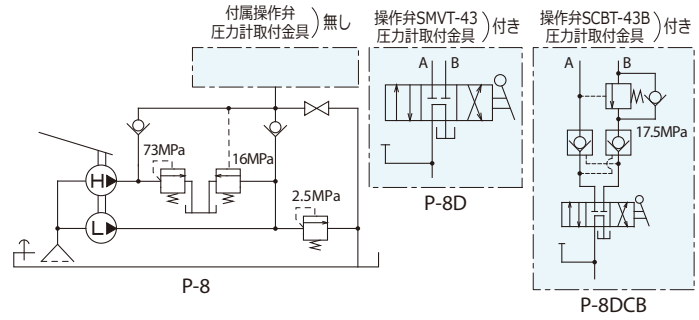 付属操作弁
圧力計取付金具 ) 無し
操作弁SMVT-43
圧力計取付金具 ) 付き
操作弁SCBT-43B
圧力計取付金具 ) 付き
A B
A B
73MPa
16MPa
17.5MPa
2.5MPa
H
L
P-8
P-8D
P-8DCB